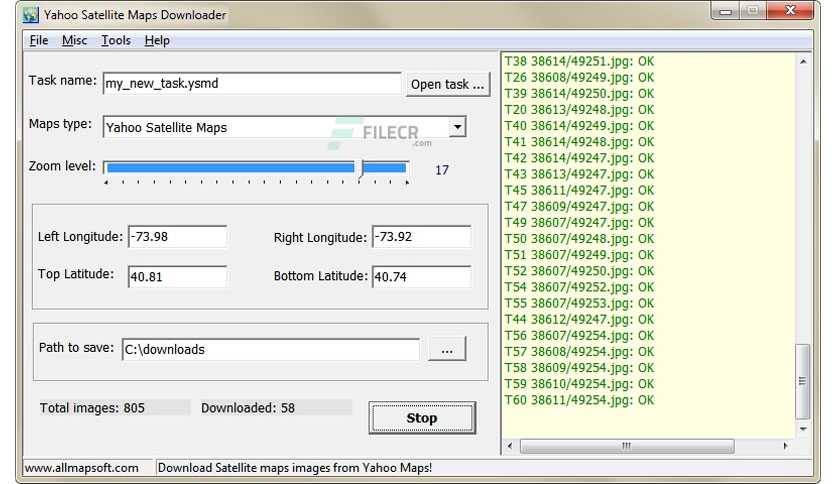 Yahoo Satellite Maps Downloader
File Misc Tools Help
Task name: my_new_task.ysmd Open task ...
Maps type: Yahoo Satellite Maps
FILECR
.com
Zoom level: 17
Left Longitude: -73.98 Right Longitude: -73.92
Top Latitude: 40.81 Bottom Latitude: 40.74
Path to save: C:\downloads ...
Total images: 805 Downloaded: 58 Stop
T38 38614/49251.jpg: OK
T26 38608/49249.jpg: OK
T39 38614/49250.jpg: OK
T20 38613/49248.jpg: OK
T40 38614/49249.jpg: OK
T41 38614/49248.jpg: OK
T42 38614/49247.jpg: OK
T43 38613/49247.jpg: OK
T45 38611/49247.jpg: OK
T47 38609/49247.jpg: OK
T49 38607/49247.jpg: OK
T50 38607/49248.jpg: OK
T51 38607/49249.jpg: OK
T52 38607/49250.jpg: OK
T54 38607/49252.jpg: OK
T55 38607/49253.jpg: OK
T44 38612/49247.jpg: OK
T56 38607/49254.jpg: OK
T57 38608/49254.jpg: OK
T58 38609/49254.jpg: OK
T59 38610/49254.jpg: OK
T60 38611/49254.jpg: OK
www.allmapsoft.com Download Satellite maps images from Yahoo Maps!